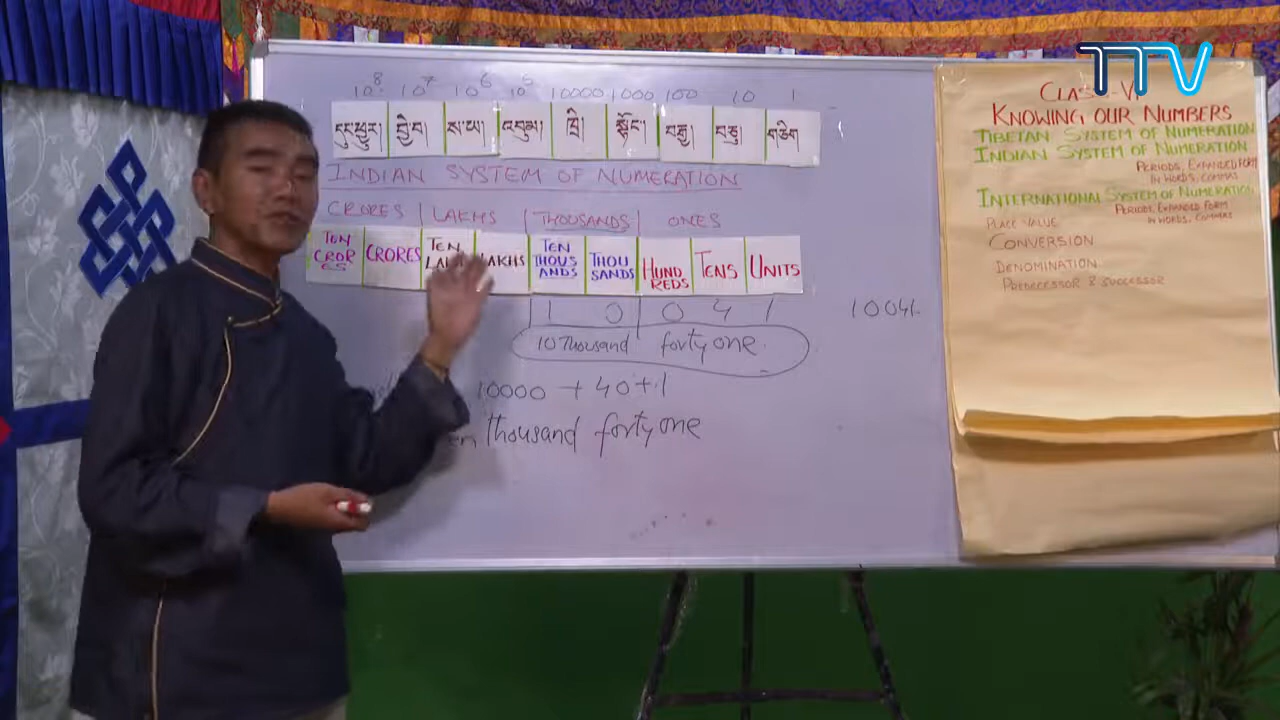 TTV
10⁸ 10⁷ 10⁶ 10⁵ 10000 1000 100 10 1
དུང་ཕྱུར། བྱེ་བ། ས་ཡ། འབུམ། ཁྲི། སྟོང་། བརྒྱ། བཅུ། གཅིག
INDIAN SYSTEM OF NUMERATION
CRORES LAKHS THOUSANDS ONES
TEN CRORES CRORES TEN LAKHS THOUSANDS TEN THOUSANDS HUNDREDS TENS UNITS
1 0 0 4 1 10041.
10 Thousand forty one.
10000 + 40 + 1
thousand forty one
CLASS-VI
KNOWING OUR NUMBERS
TIBETAN SYSTEM OF NUMERATION
INDIAN SYSTEM OF NUMERATION
PERIODS, EXPANDED FORM
IN WORDS, COMMAS
INTERNATIONAL SYSTEM OF NUMERATION
PERIODS, EXPANDED FORM
IN WORDS, COMMAS
PLACE VALUE
CONVERSION
DENOMINATION
PREDECESSOR & SUCCESSOR